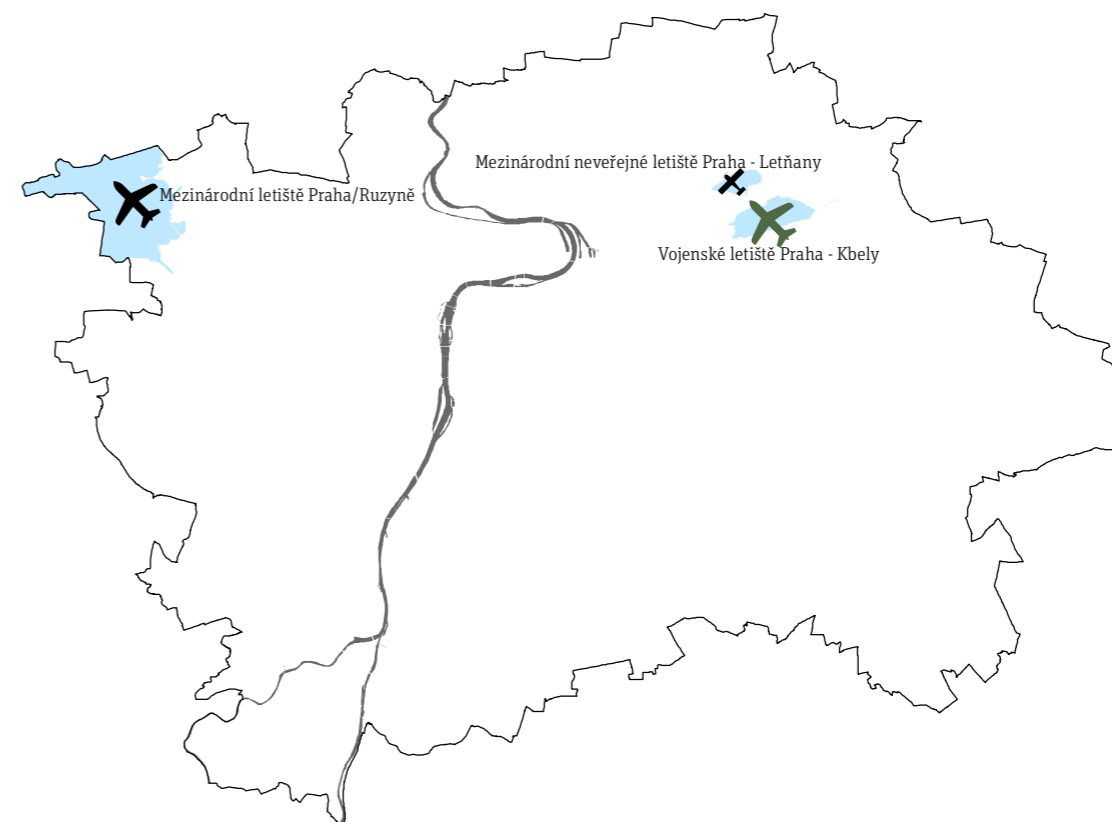 Mezinárodní neveřejné letiště Praha - Letňany
Mezinárodní letiště Praha/Ruzyně
Vojenské letiště Praha - Kbely